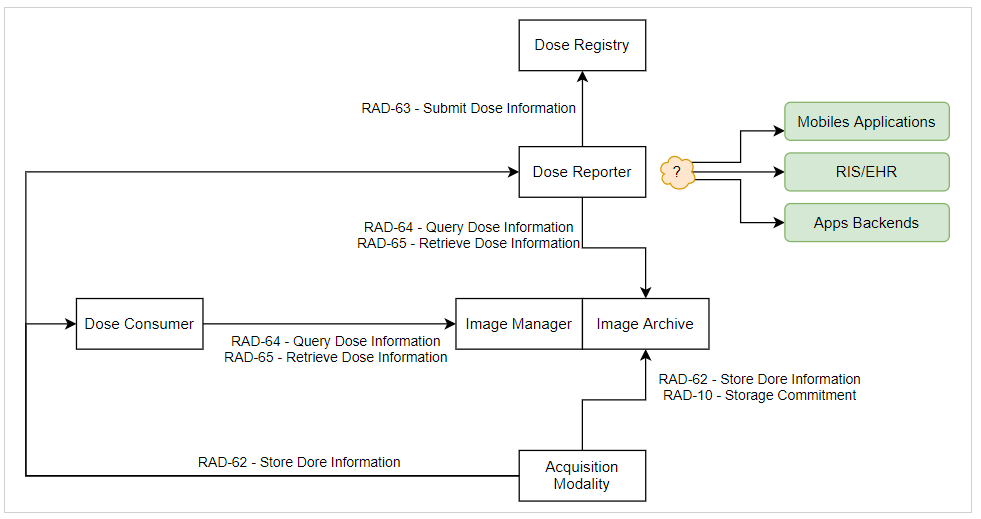 Dose Registry
RAD-63 - Submit Dose Information
Mobiles Applications
Dose Reporter
?
RIS/EHR
Apps Backends
RAD-64 - Query Dose Information
RAD-65 - Retrieve Dose Information
Dose Consumer
Image Manager
Image Archive
RAD-64 - Query Dose Information
RAD-65 - Retrieve Dose Information
RAD-62 - Store Dore Information
RAD-10 - Storage Commitment
RAD-62 - Store Dore Information
Acquisition
Modality